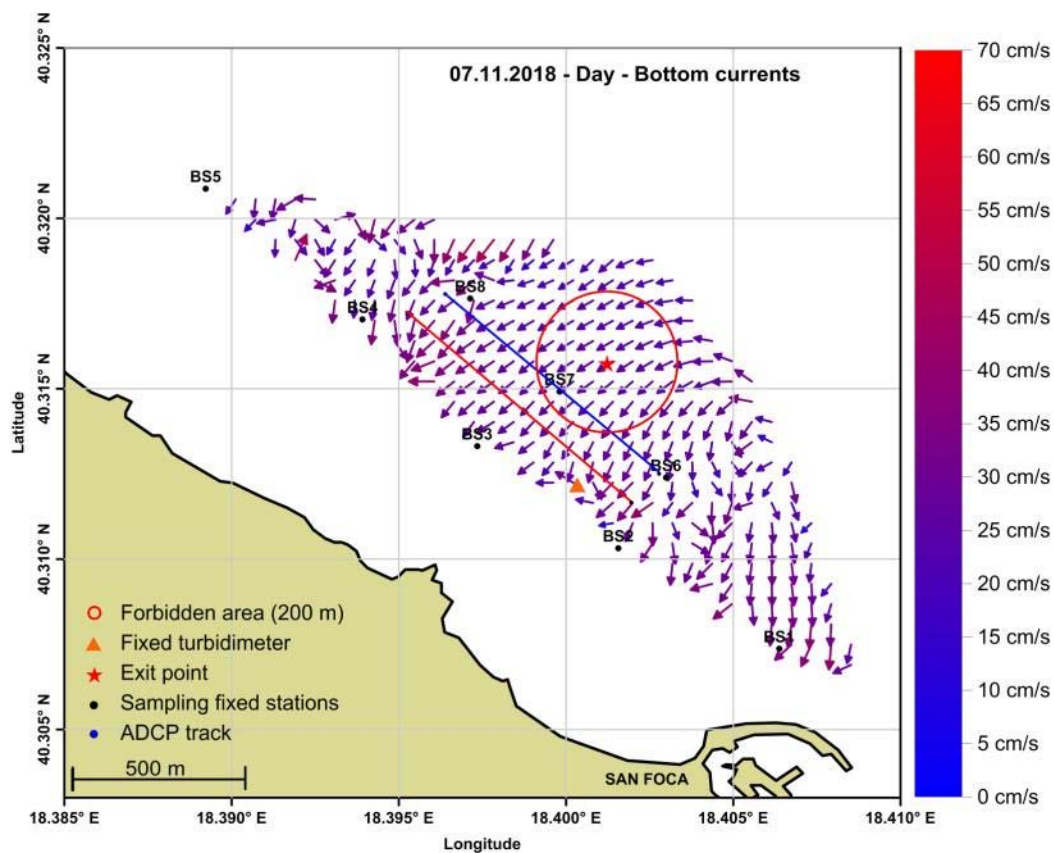 07.11.2018 - Day - Bottom currents
40.325° N
40.320° N
40.315° N
40.310° N
40.305° N
Latitude
BS5
BS8
BS4
BS7
BS3
BS6
BS2
BS1
Forbidden area (200 m)
Fixed turbidimeter
Exit point
Sampling fixed stations
ADCP track
500 m
SAN FOCA
18.385° E
18.390° E
18.395° E
18.400° E
18.405° E
18.410° E
Longitude
70 cm/s
65 cm/s
60 cm/s
55 cm/s
50 cm/s
45 cm/s
40 cm/s
35 cm/s
30 cm/s
25 cm/s
20 cm/s
15 cm/s
10 cm/s
5 cm/s
0 cm/s